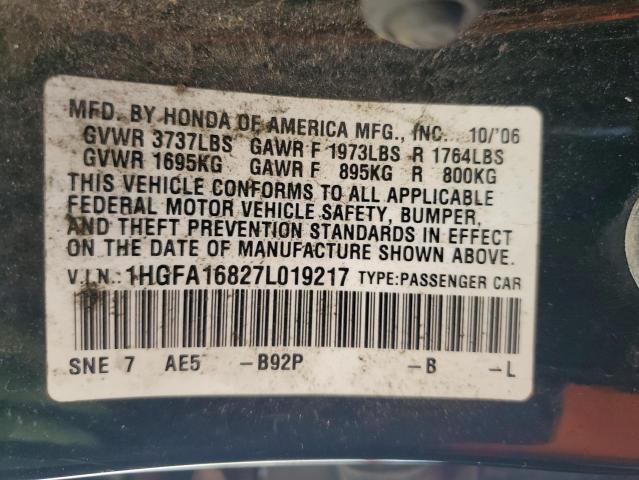 MFD. BY HONDA OF AMERICA MFG., INC. 10/'06
GVWR 3737LBS GAWR F 1973LBS R 1764LBS
GVWR 1695KG GAWR F 895KG R 800KG
THIS VEHICLE CONFORMS TO ALL APPLICABLE
FEDERAL MOTOR VEHICLE SAFETY, BUMPER,
AND THEFT PREVENTION STANDARDS IN EFFECT
ON THE DATE OF MANUFACTURE SHOWN ABOVE.
V.I.N.: 1HGFA16827L019217 TYPE:PASSENGER CAR
SNE 7 AE5 -B92P -B -L